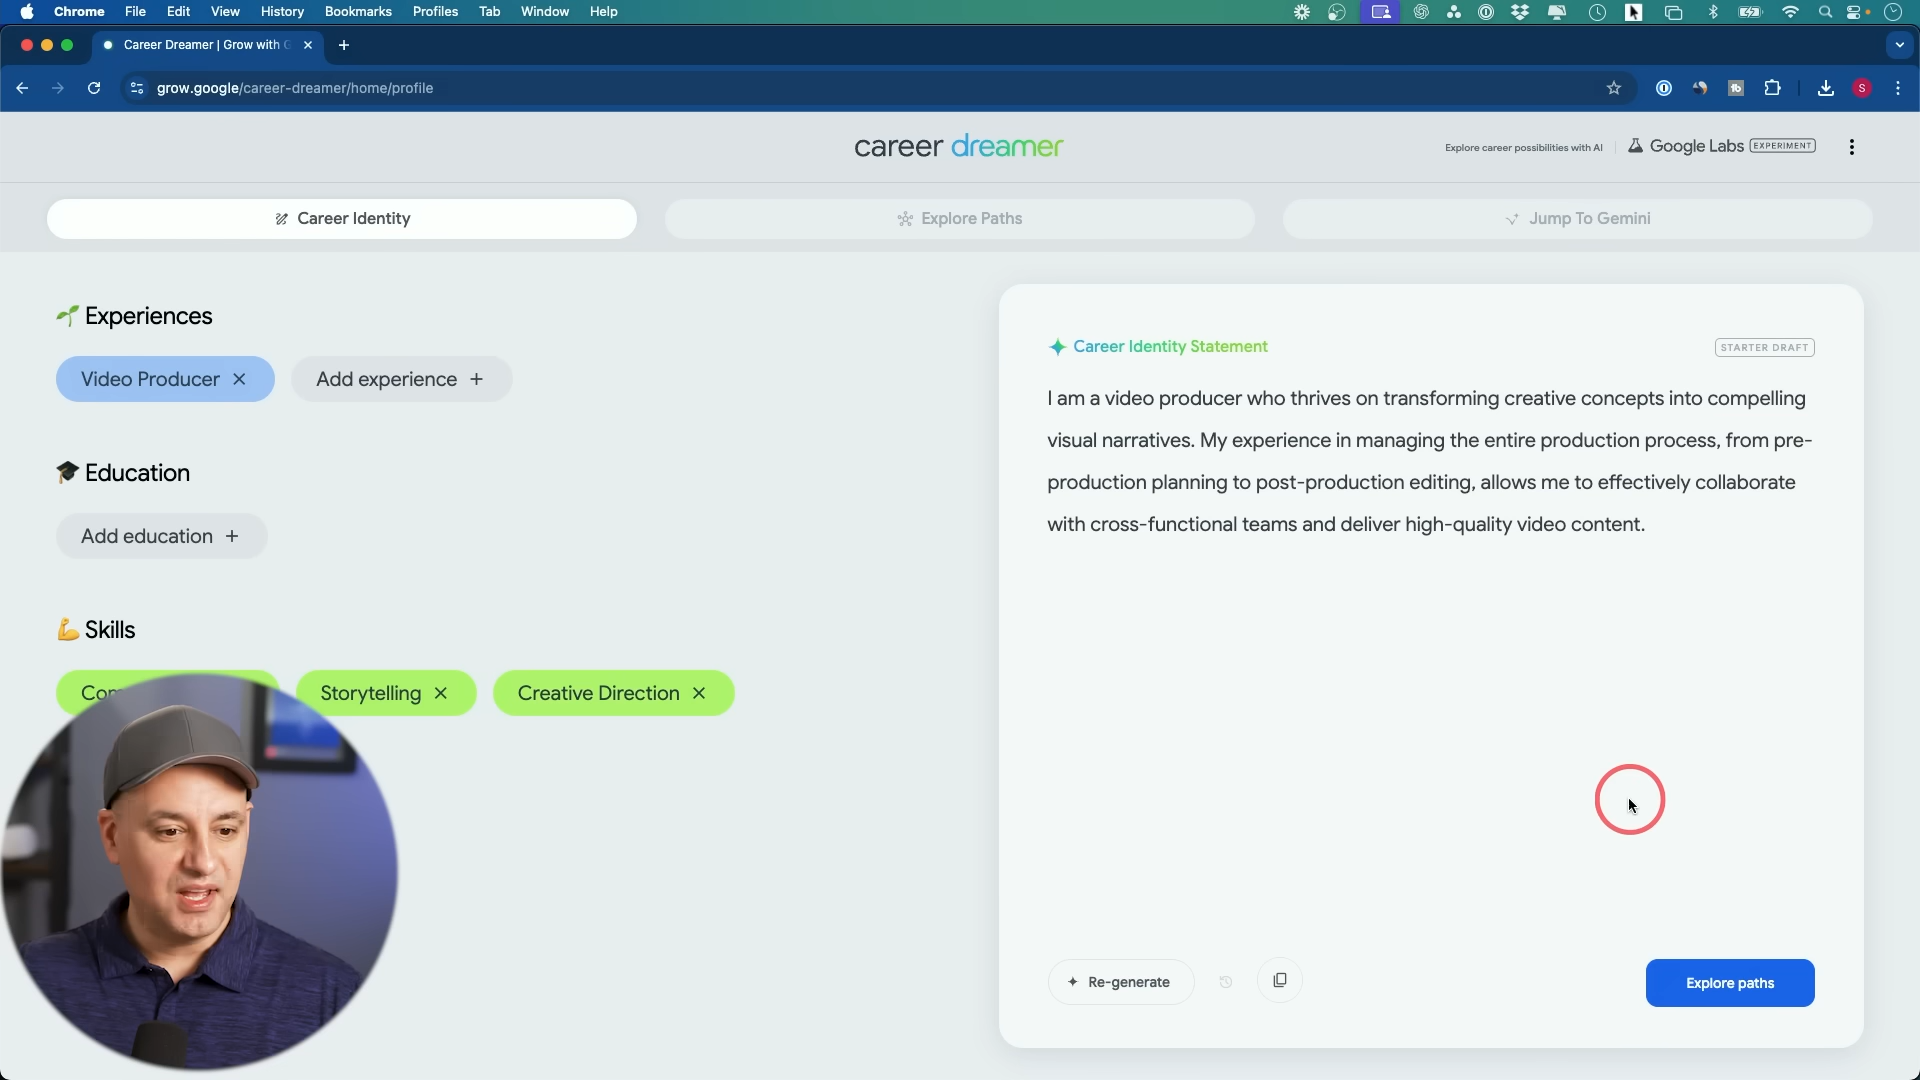 Chrome File Edit View History Bookmarks Profiles Tab Window Help
Career Dreamer | Grow with G
grow.google/career-dreamer/home/profile
S
career dreamer
Explore career possibilities with AI
Google Labs EXPERIMENT
Career Identity
Explore Paths
Jump To Gemini
Experiences
Video Producer
Add experience +
Education
Add education +
Skills
Storytelling
Creative Direction
Career Identity Statement
STARTER DRAFT
I am a video producer who thrives on transforming creative concepts into compelling
visual narratives. My experience in managing the entire production process, from pre-
production planning to post-production editing, allows me to effectively collaborate
with cross-functional teams and deliver high-quality video content.
Re-generate
Explore paths